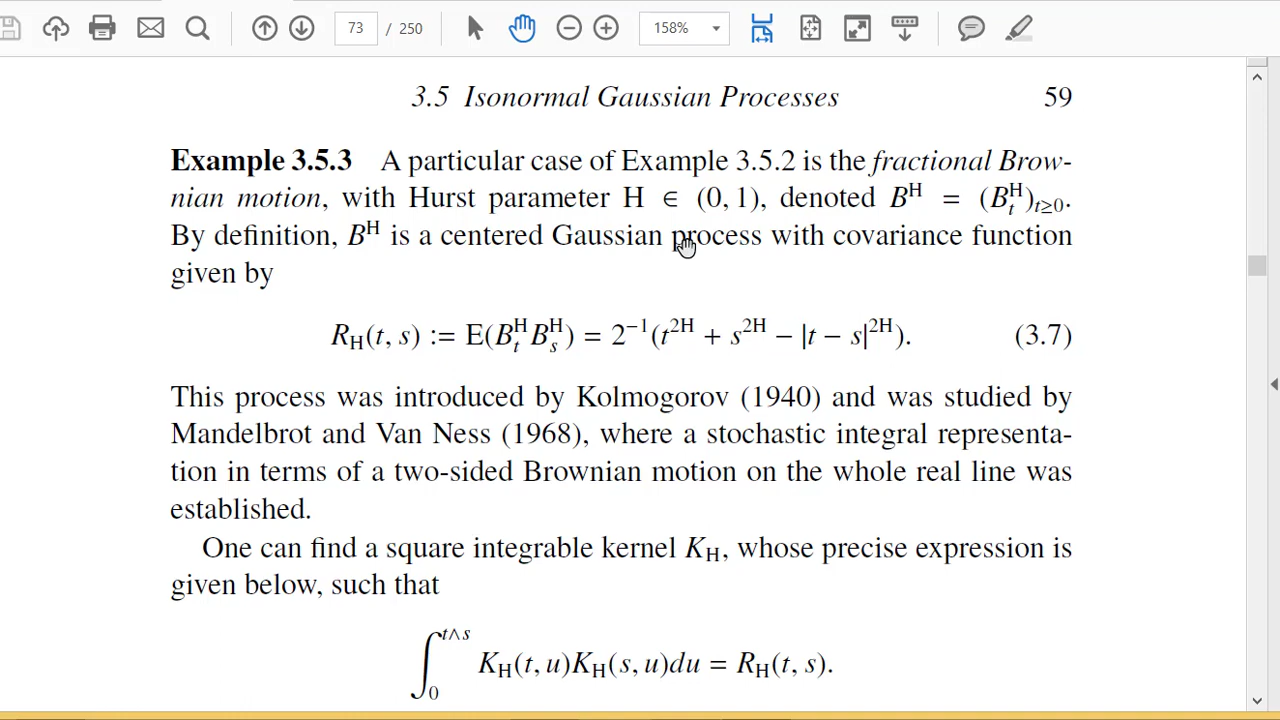 73 / 250 158%
3.5 Isonormal Gaussian Processes 59
Example 3.5.3 A particular case of Example 3.5.2 is the fractional Brow-
nian motion, with Hurst parameter H ∈ (0, 1), denoted B^H = (B_t^H)_{t≥0}.
By definition, B^H is a centered Gaussian process with covariance function
given by
R_H(t, s) := E(B_t^H B_s^H) = 2^{−1}(t^{2H} + s^{2H} − |t − s|^{2H}). (3.7)
This process was introduced by Kolmogorov (1940) and was studied by
Mandelbrot and Van Ness (1968), where a stochastic integral representa-
tion in terms of a two-sided Brownian motion on the whole real line was
established.
One can find a square integrable kernel K_H, whose precise expression is
given below, such that
∫_0^{t∧s} K_H(t, u)K_H(s, u)du = R_H(t, s).